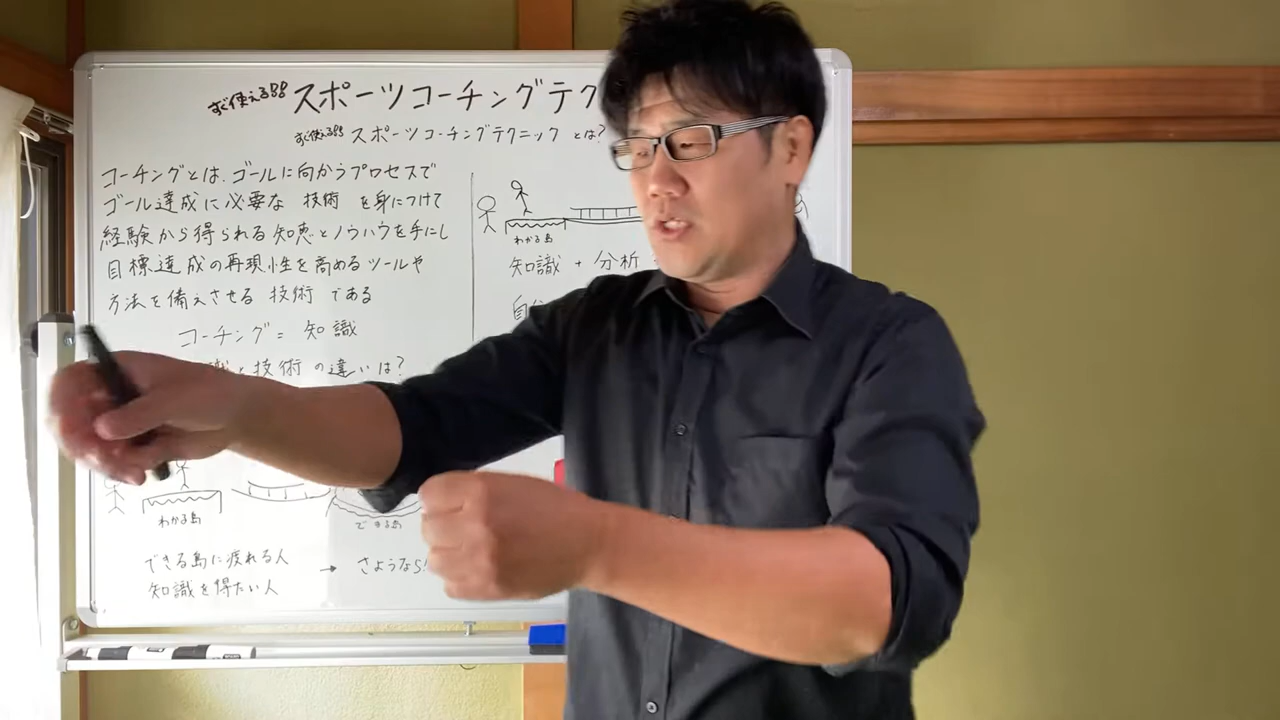 すぐ使える!! スポーツコーチングテク
すぐ使える!! スポーツコーチングテクニック とは?
コーチングとは、ゴールに向かうプロセスで
ゴール達成に必要な 技術 を身につけて
経験から得られる知恵とノウハウを手にし
目標達成の再現性を高めるツールや
方法を備えさせる 技術 である
コーチング = 知識
識と技術の違いは?
わかる島
できる島
できる島に疲れる人
知識を得たい人
→ さようなら!
わかる島
知識 + 分析
自